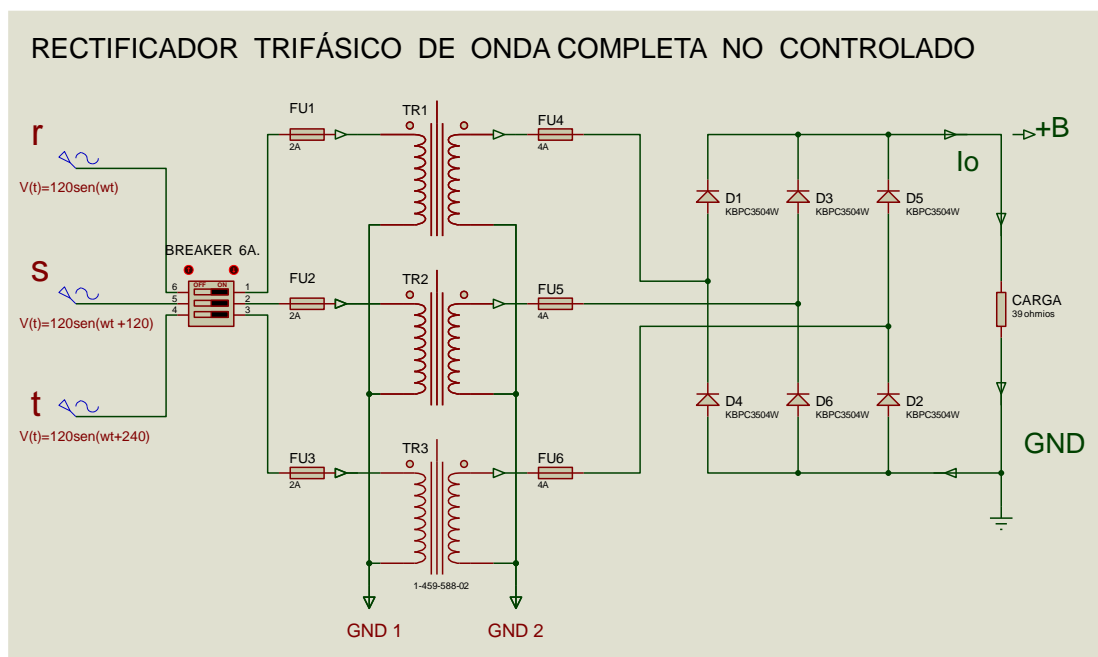 RECTIFICADOR TRIFÁSICO DE ONDA COMPLETA NO CONTROLADO
r
V(t)=120sen(wt)
s
V(t)=120sen(wt +120)
t
V(t)=120sen(wt+240)
BREAKER 6A.
OFF ON
6
5
4
1
2
3
FU1
2A
FU2
2A
FU3
2A
TR1
TR2
TR3
1-459-588-02
GND 1
GND 2
FU4
4A
FU5
4A
FU6
4A
D1
KBPC3504W
D3
KBPC3504W
D5
KBPC3504W
D4
KBPC3504W
D6
KBPC3504W
D2
KBPC3504W
Io
+B
CARGA
39 ohmios
GND